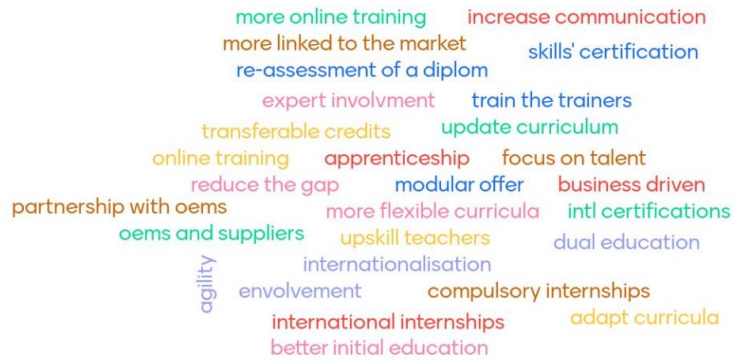 more online training increase communication
more linked to the market skills' certification
re-assessment of a diplom
expert involvment train the trainers
transferable credits update curriculum
online training apprenticeship focus on talent
reduce the gap modular offer business driven
partnership with oems more flexible curricula intl certifications
oems and suppliers upskill teachers dual education
agility internationalisation
envolvement compulsory internships
international internships adapt curricula
better initial education